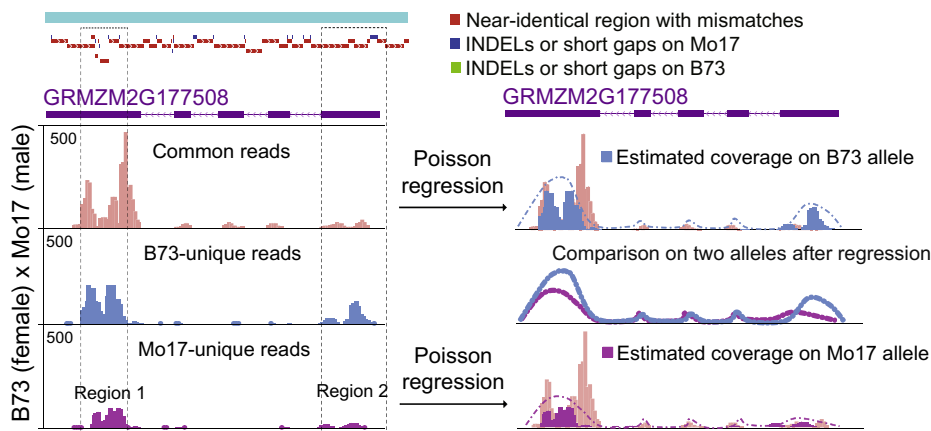 Near-identical region with mismatches
INDELs or short gaps on Mo17
INDELs or short gaps on B73
GRMZM2G177508
GRMZM2G177508
B73 (female) x Mo17 (male)
500
Common reads
Poisson
regression
Estimated coverage on B73 allele
500
B73-unique reads
Comparison on two alleles after regression
500
Mo17-unique reads
Region 1
Region 2
Poisson
regression
Estimated coverage on Mo17 allele